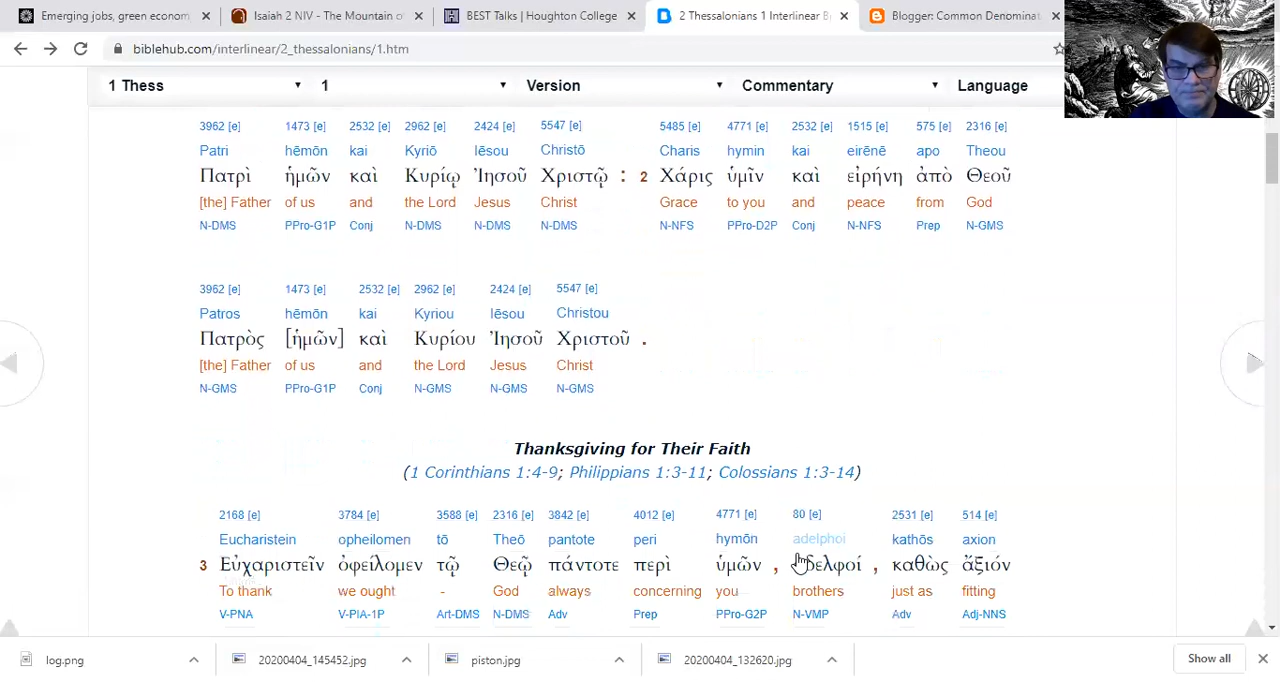 Emerging jobs, green econom
Isaiah 2 NIV - The Mountain of
BEST Talks | Houghton College
2 Thessalonians 1 Interlinear B
Blogger: Common Denominat
biblehub.com/interlinear/2_thessalonians/1.htm
1 Thess 1 Version Commentary Language
3962 [e] 1473 [e] 2532 [e] 2962 [e] 2424 [e] 5547 [e] 5485 [e] 4771 [e] 2532 [e] 1515 [e] 575 [e] 2316 [e]
Patri hēmōn kai Kyriō Iēsou Christō Charis hymin kai eirēnē apo Theou
Πατρὶ ἡμῶν καὶ Κυρίῳ Ἰησοῦ Χριστῷ : 2 Χάρις ὑμῖν καὶ εἰρήνη ἀπὸ Θεοῦ
[the] Father of us and the Lord Jesus Christ Grace to you and peace from God
N-DMS PPro-G1P Conj N-DMS N-DMS N-DMS N-NFS PPro-D2P Conj N-NFS Prep N-GMS
3962 [e] 1473 [e] 2532 [e] 2962 [e] 2424 [e] 5547 [e]
Patros hēmōn kai Kyriou Iēsou Christou
Πατρὸς [ἡμῶν] καὶ Κυρίου Ἰησοῦ Χριστοῦ .
[the] Father of us and the Lord Jesus Christ
N-GMS PPro-G1P Conj N-GMS N-GMS N-GMS
Thanksgiving for Their Faith
(1 Corinthians 1:4-9; Philippians 1:3-11; Colossians 1:3-14)
2168 [e] 3784 [e] 3588 [e] 2316 [e] 3842 [e] 4012 [e] 4771 [e] 80 [e] 2531 [e] 514 [e]
Eucharistein opheilomen tō Theō pantote peri hymōn adelphoi kathōs axion
3 Εὐχαριστεῖν ὀφείλομεν τῷ Θεῷ πάντοτε περὶ ὑμῶν , ἀδελφοί , καθὼς ἄξιόν
To thank we ought - God always concerning you brothers just as fitting
V-PNA V-PIA-1P Art-DMS N-DMS Adv Prep PPro-G2P N-VMP Adv Adj-NNS
log.png 20200404_145452.jpg piston.jpg 20200404_132620.jpg Show all